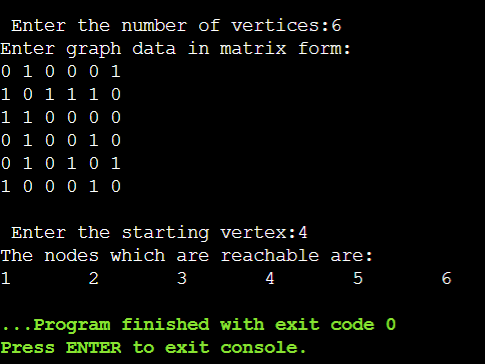 Enter the number of vertices:6
Enter graph data in matrix form:
0 1 0 0 0 1
1 0 1 1 1 0
1 1 0 0 0 0
0 1 0 0 1 0
0 1 0 1 0 1
1 0 0 0 1 0
Enter the starting vertex:4
The nodes which are reachable are:
1 2 3 4 5 6
...Program finished with exit code 0
Press ENTER to exit console.